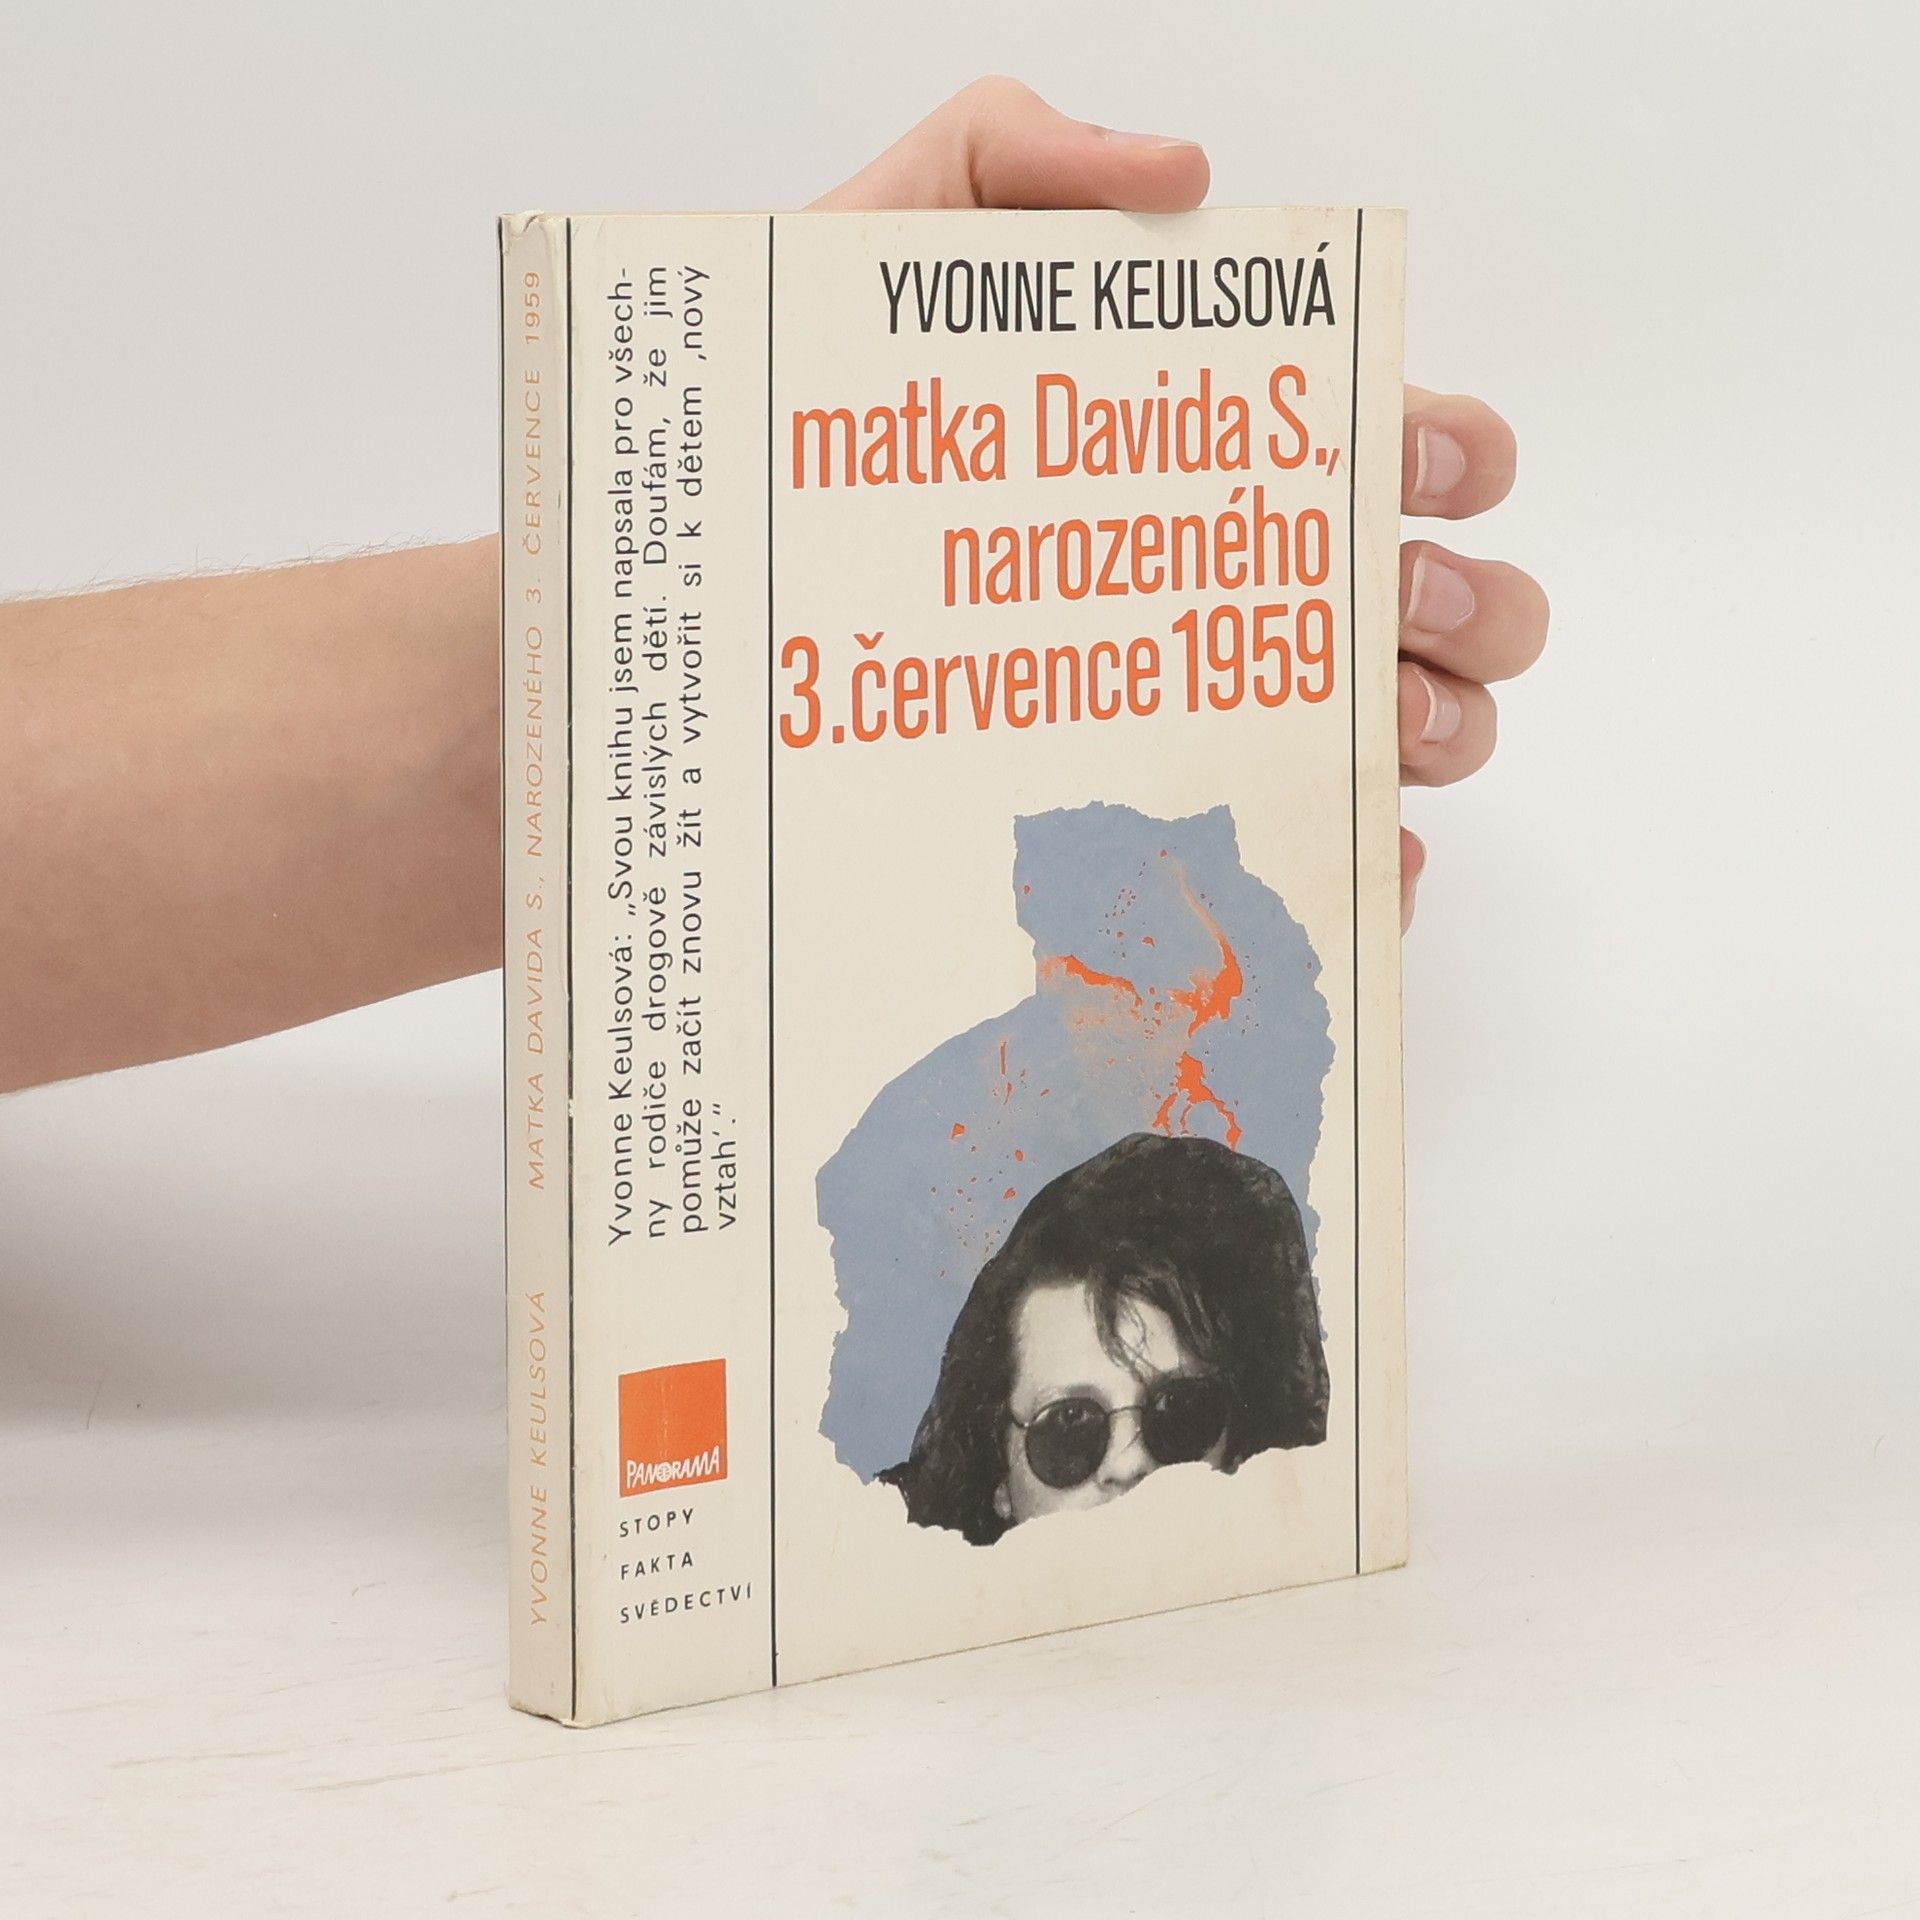 YVONNE KEULSOVÁ
matka Davida S.,
narozeného
3. července 1959
Yvonne Keulsová: „Svou knihu jsem napsala pro všech-
ny rodiče drogově závislých dětí. Doufám, že jim
pomůže začít znovu žít a vytvořit si k dětem ‚nový
vztah‘.“
PANORAMA
STOPY
FAKTA
SVĚDECTVÍ
YVONNE KEULSOVÁ MATKA DAVIDA S., NAROZENÉHO 3. ČERVENCE 1959